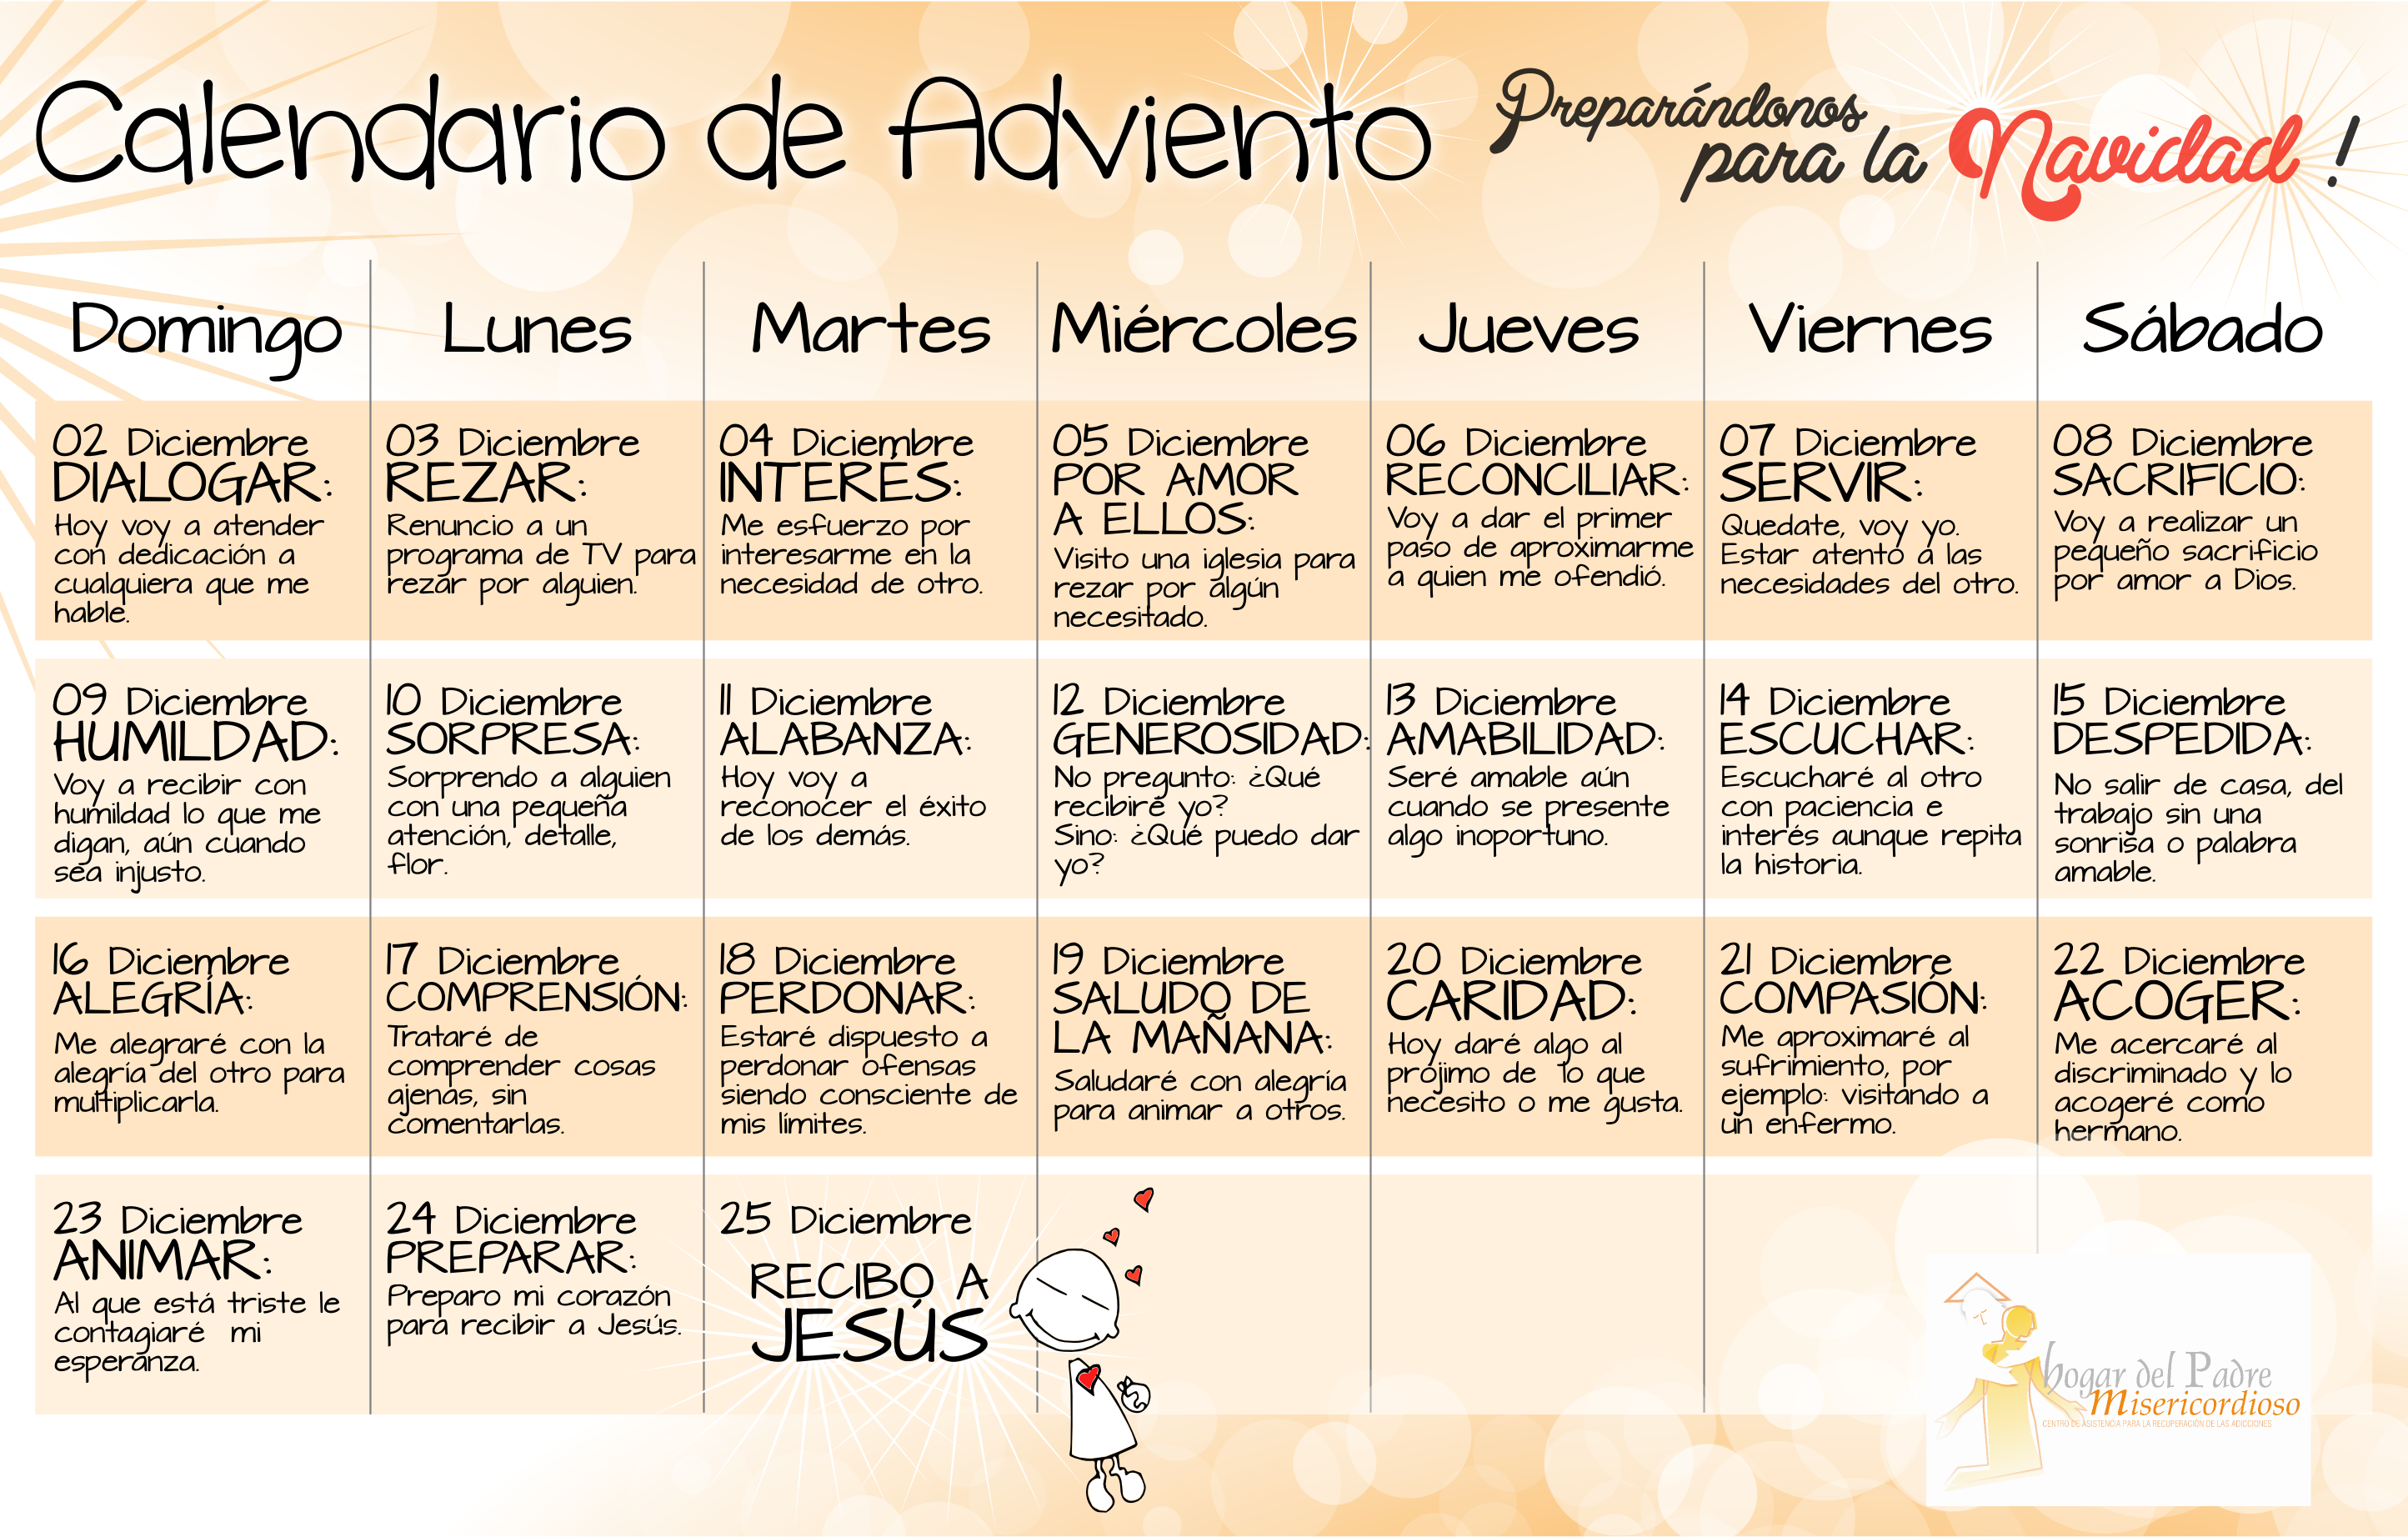 Calendario de Adviento
Preparándonos
para la Navidad !
Domingo
Lunes
Martes
Miércoles
Jueves
Viernes
Sábado
02 Diciembre
DIALOGAR:
Hoy voy a atender
con dedicación a
cualquiera que me
hable.
03 Diciembre
REZAR:
Renuncio a un
programa de TV para
rezar por alguien.
04 Diciembre
INTERÉS:
Me esfuerzo por
interesarme en la
necesidad de otro.
05 Diciembre
POR AMOR
A ELLOS:
Visito una iglesia para
rezar por algún
necesitado.
06 Diciembre
RECONCILIAR:
Voy a dar el primer
paso de aproximarme
a quien me ofendió.
07 Diciembre
SERVIR:
Quedate, voy yo.
Estar atento a las
necesidades del otro.
08 Diciembre
SACRIFICIO:
Voy a realizar un
pequeño sacrificio
por amor a Dios.
09 Diciembre
HUMILDAD:
Voy a recibir con
humildad lo que me
digan, aún cuando
sea injusto.
10 Diciembre
SORPRESA:
Sorprendo a alguien
con una pequeña
atención, detalle,
flor.
11 Diciembre
ALABANZA:
Hoy voy a
reconocer el éxito
de los demás.
12 Diciembre
GENEROSIDAD:
No pregunto: ¿Qué
recibiré yo?
Sino: ¿Qué puedo dar
yo?
13 Diciembre
AMABILIDAD:
Seré amable aún
cuando se presente
algo inoportuno.
14 Diciembre
ESCUCHAR:
Escucharé al otro
con paciencia e
interés aunque repita
la historia.
15 Diciembre
DESPEDIDA:
No salir de casa, del
trabajo sin una
sonrisa o palabra
amable.
16 Diciembre
ALEGRÍA:
Me alegraré con la
alegría del otro para
multiplicarla.
17 Diciembre
COMPRENSIÓN:
Trataré de
comprender cosas
ajenas, sin
comentarlas.
18 Diciembre
PERDONAR:
Estaré dispuesto a
perdonar ofensas
siendo consciente de
mis límites.
19 Diciembre
SALUDO DE
LA MAÑANA:
Saludaré con alegría
para animar a otros.
20 Diciembre
CARIDAD:
Hoy daré algo al
prójimo de lo que
necesito o me gusta.
21 Diciembre
COMPASIÓN:
Me aproximaré al
sufrimiento, por
ejemplo: visitando a
un enfermo.
22 Diciembre
ACOGER:
Me acercaré al
discriminado y lo
acogeré como
hermano.
23 Diciembre
ANIMAR:
Al que está triste le
contagiaré mi
esperanza.
24 Diciembre
PREPARAR:
Preparo mi corazón
para recibir a Jesús.
25 Diciembre
RECIBO A
JESÚS
hogar del Padre
Misericordioso
CENTRO DE ASISTENCIA PARA LA RECUPERACIÓN DE LAS ADICCIONES